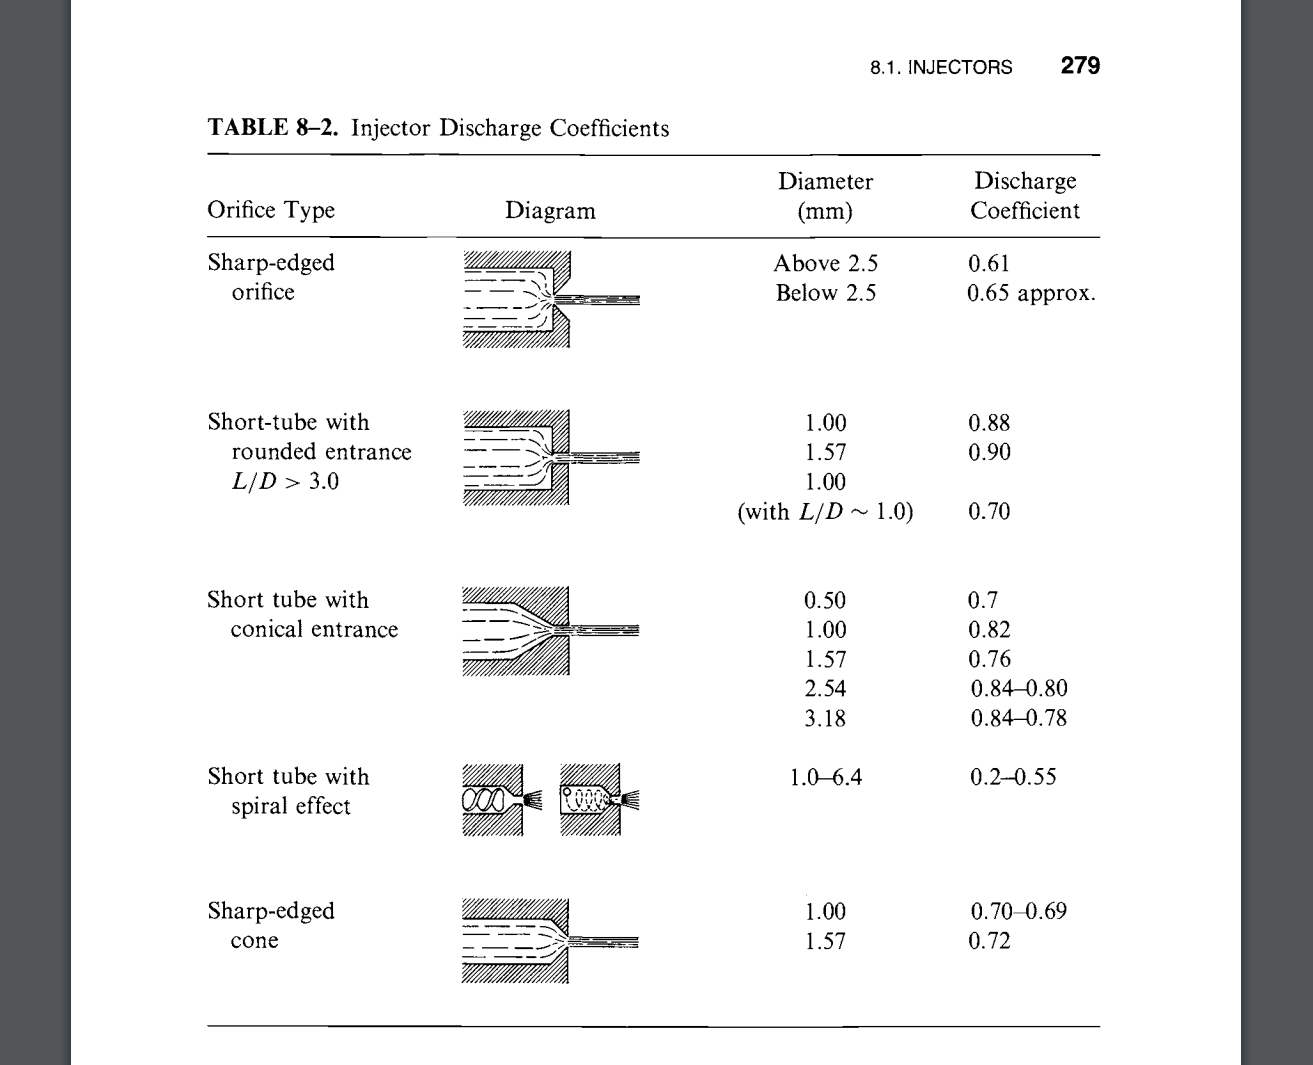 8.1. INJECTORS 279
TABLE 8–2. Injector Discharge Coefficients
Diameter Discharge
Orifice Type Diagram (mm) Coefficient
Sharp-edged Above 2.5 0.61
orifice Below 2.5 0.65 approx.
Short-tube with 1.00 0.88
rounded entrance 1.57 0.90
L/D > 3.0 1.00
(with L/D ~ 1.0) 0.70
Short tube with 0.50 0.7
conical entrance 1.00 0.82
1.57 0.76
2.54 0.84–0.80
3.18 0.84–0.78
Short tube with 1.0–6.4 0.2–0.55
spiral effect
Sharp-edged 1.00 0.70–0.69
cone 1.57 0.72